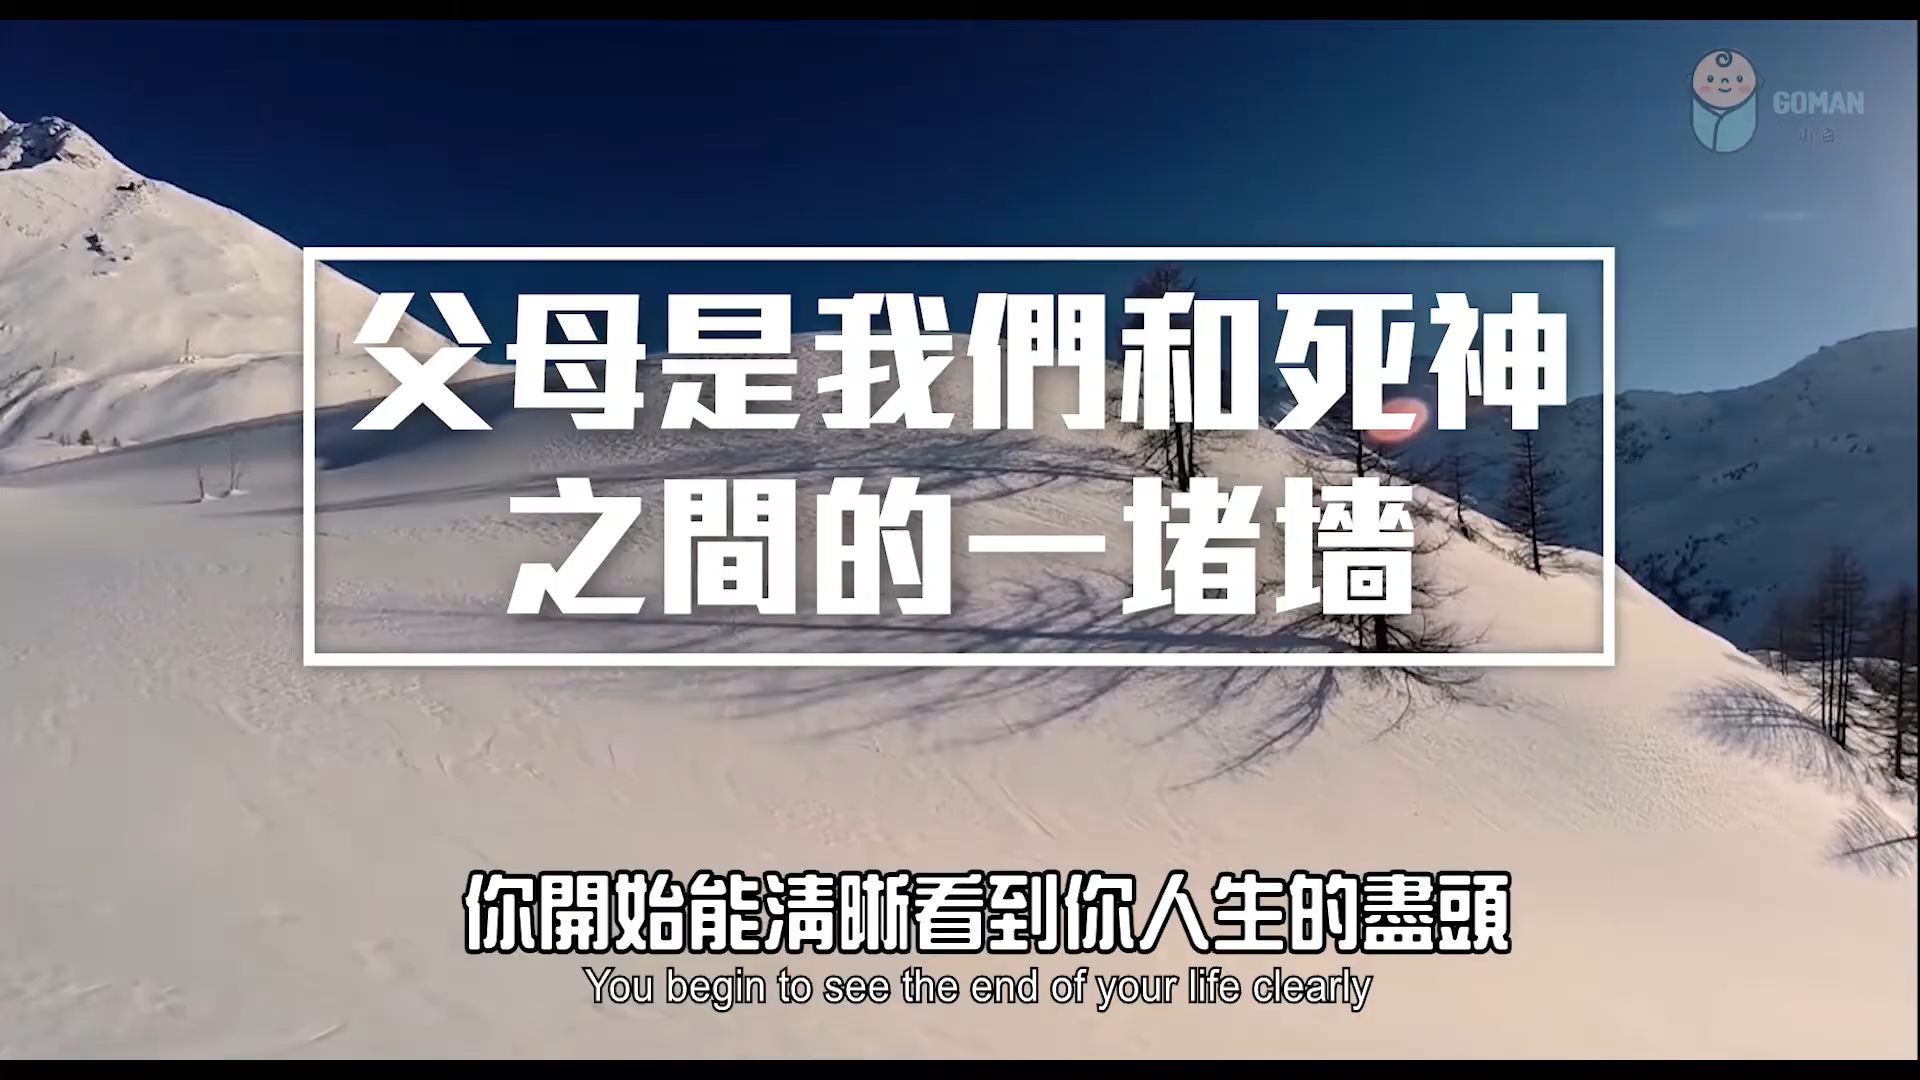 GOMAN
父母是我們和死神
之間的一堵墻
你開始能清晰看到你人生的盡頭
You begin to see the end of your life clearly